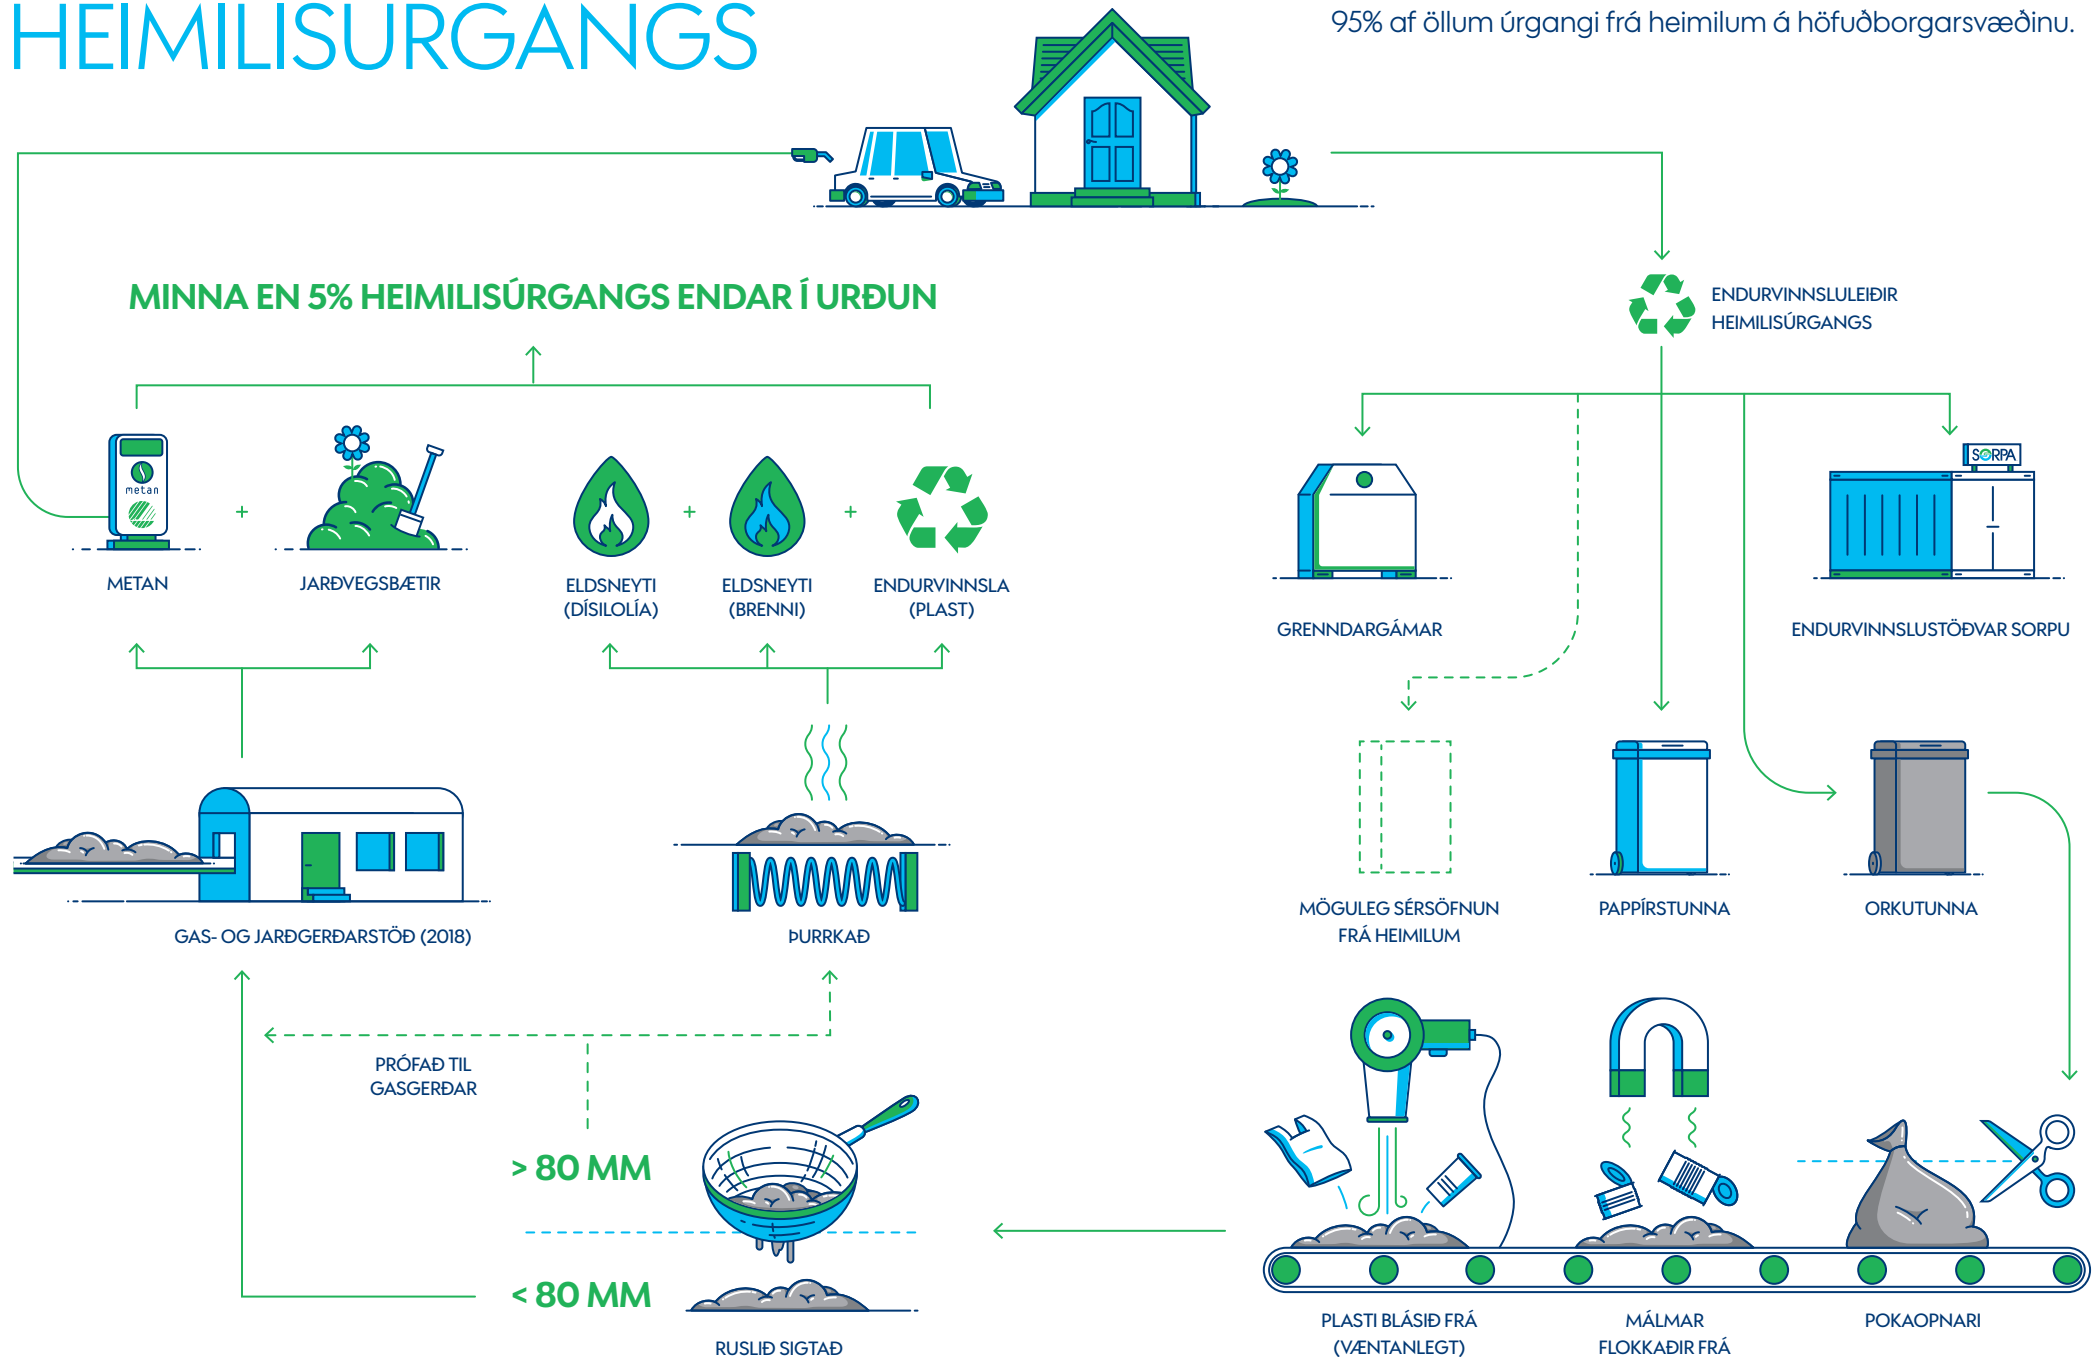 HEIMILISÚRGANGS
95% af öllum úrgangi frá heimilum á höfuðborgarsvæðinu.
MINNA EN 5% HEIMILISÚRGANGS ENDAR Í URÐUN
ENDURVINNSLULEIÐIR
HEIMILISÚRGANGS
metan
SORPA
+
+
+
METAN
JARÐVEGSBÆTIR
ELDSNEYTI
(DÍSILOLÍA)
ELDSNEYTI
(BRENNI)
ENDURVINNSLA
(PLAST)
GRENNDARGÁMAR
ENDURVINNSLUSTÖÐVAR SORPU
GAS- OG JARÐGERÐARSTÖÐ (2018)
ÞURRKAÐ
MÖGULEG SÉRSÖFNUN
FRÁ HEIMILUM
PAPPÍRSTUNNA
ORKUTUNNA
PRÓFAÐ TIL
GASGERÐAR
> 80 MM
< 80 MM
RUSLIÐ SIGTAÐ
PLASTI BLÁSIÐ FRÁ
(VÆNTANLEGT)
MÁLMAR
FLOKKAÐIR FRÁ
POKAOPNARI